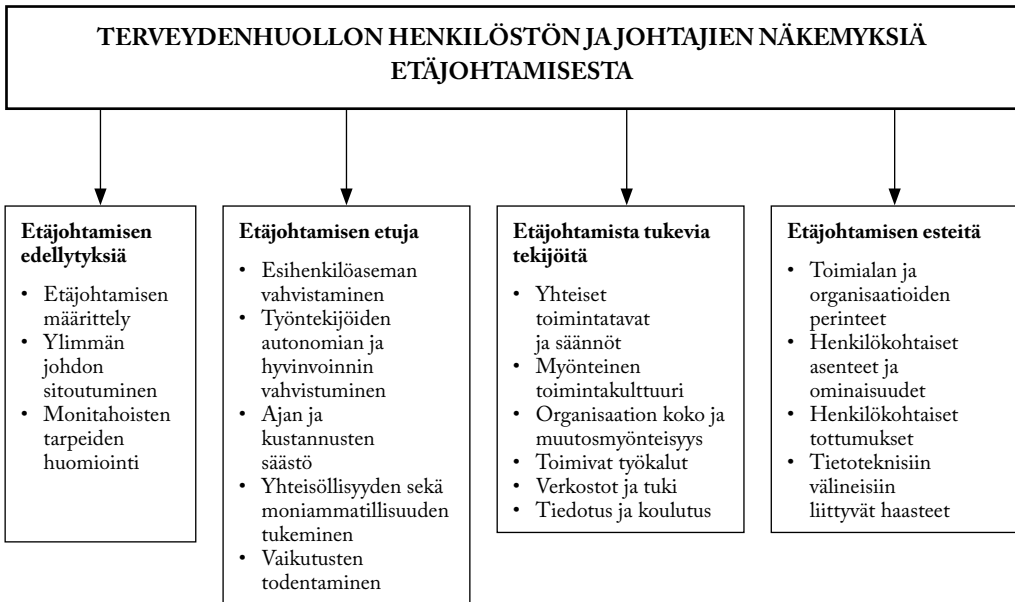 TERVEYDENHUOLLON HENKILÖSTÖN JA JOHTAJIEN NÄKEMYKSIÄ
ETÄJOHTAMISESTA
Etäjohtamisen
edellytyksiä
• Etäjohtamisen
määrittely
• Ylimmän
johdon
sitoutuminen
• Monitahoisten
tarpeiden
huomiointi
Etäjohtamisen etuja
• Esihenkilöaseman
vahvistaminen
• Työntekijöiden
autonomian ja
hyvinvoinnin
vahvistuminen
• Ajan ja
kustannusten
säästö
• Yhteisöllisyyden sekä
moniammatillisuuden
tukeminen
• Vaikutusten
todentaminen
Etäjohtamista tukevia
tekijöitä
• Yhteiset
toimintatavat
ja säännöt
• Myönteinen
toimintakulttuuri
• Organisaation koko ja
muutosmyönteisyys
• Toimivat työkalut
• Verkostot ja tuki
• Tiedotus ja koulutus
Etäjohtamisen esteitä
• Toimialan ja
organisaatioiden
perinteet
• Henkilökohtaiset
asenteet ja
ominaisuudet
• Henkilökohtaiset
tottumukset
• Tietoteknisiin
välineisiin
liittyvät haasteet